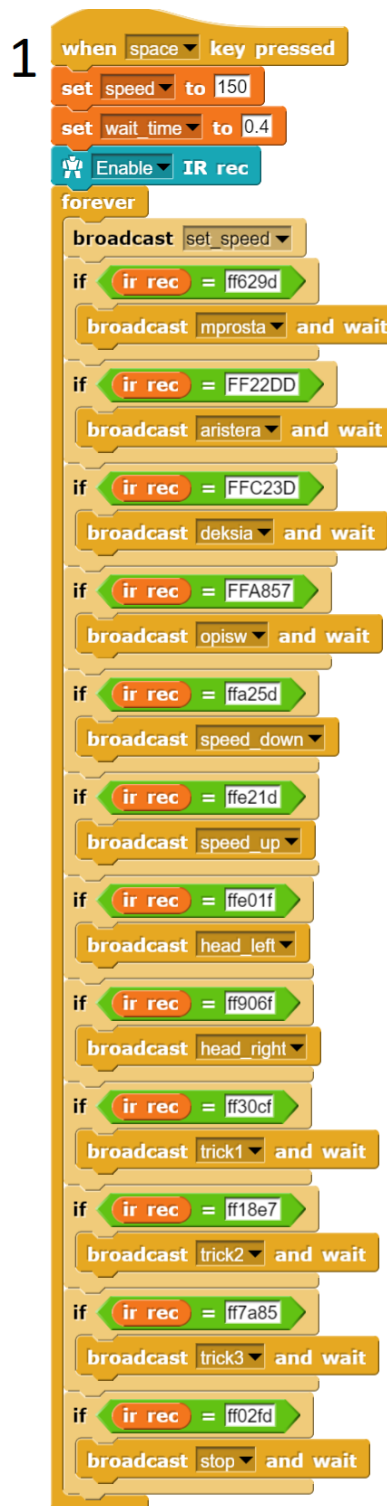 1
when space key pressed
set speed to 150
set wait_time to 0.4
Enable IR rec
forever
broadcast set_speed
if ir rec = ff629d
broadcast mprosta and wait
if ir rec = FF22DD
broadcast aristera and wait
if ir rec = FFC23D
broadcast deksia and wait
if ir rec = FFA857
broadcast opisw and wait
if ir rec = ffa25d
broadcast speed_down
if ir rec = ffe21d
broadcast speed_up
if ir rec = ffe01f
broadcast head_left
if ir rec = ff906f
broadcast head_right
if ir rec = ff30cf
broadcast trick1 and wait
if ir rec = ff18e7
broadcast trick2 and wait
if ir rec = ff7a85
broadcast trick3 and wait
if ir rec = ff02fd
broadcast stop and wait